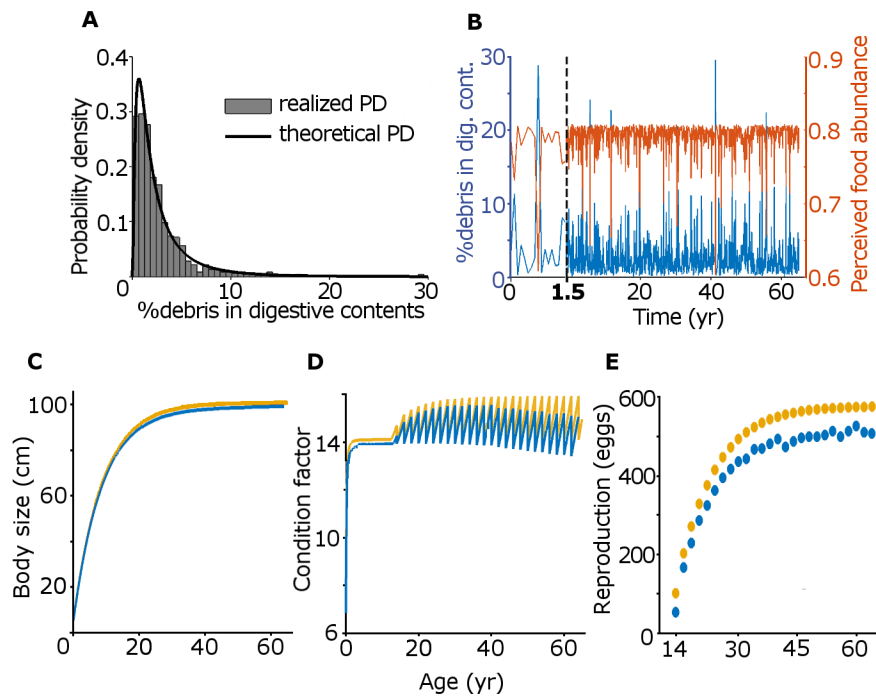 A
Probability density
0.4
0.3
0.2
0.1
0
10
20
30
%debris in digestive contents
realized PD
theoretical PD
B
%debris in dig. cont.
30
20
10
0
0
1.5
20
40
60
Time (yr)
0.9
0.8
0.7
0.6
Perceived food abundance
C
Body size (cm)
100
60
20
0
20
40
60
D
Condition factor
14
14
10
6
0
20
40
60
Age (yr)
E
Reproduction (eggs)
600
400
200
0
14
30
45
60